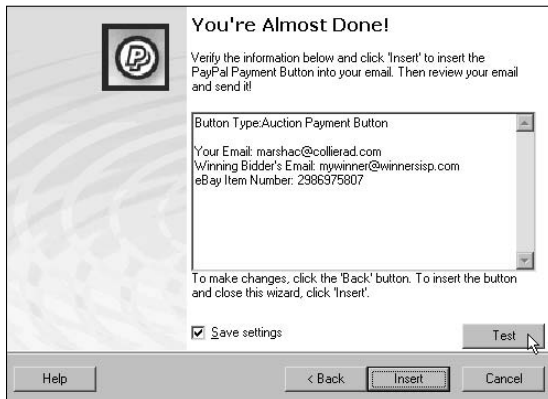 You're Almost Done!
Verify the information below and click 'Insert' to insert the
PayPal Payment Button into your email. Then review your email
and send it!
Button Type:Auction Payment Button
Your Email: marshac@collierad.com
Winning Bidder's Email: mywinner@winnersisp.com
eBay Item Number: 2986975807
To make changes, click the 'Back' button. To insert the button
and close this wizard, click 'Insert'.
Save settings
Test
Help
< Back
Insert
Cancel